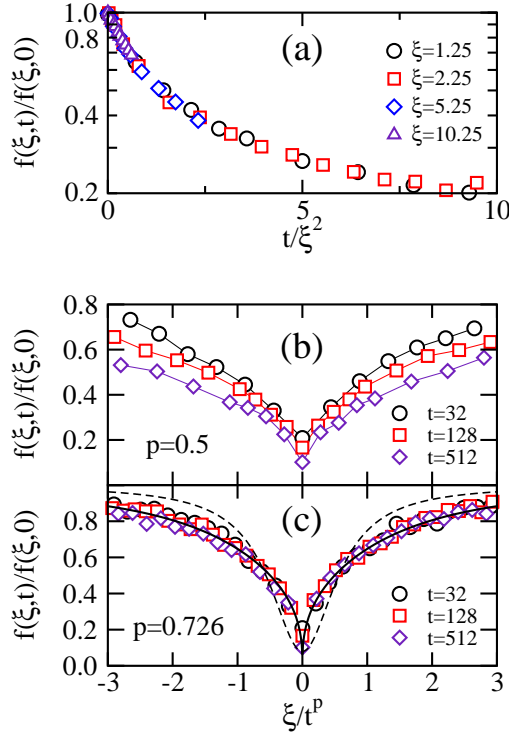 1.0
0.4
0.2
f(ξ,t)/f(ξ,0)
(a)
ξ=1.25
ξ=2.25
ξ=5.25
ξ=10.25
0 5 10
t/ξ²
0.8
0.6
0.4
0.2
f(ξ,t)/f(ξ,0)
(b)
p=0.5
t=32
t=128
t=512
0.8
0.6
0.4
0.2
0.0
f(ξ,t)/f(ξ,0)
(c)
p=0.726
t=32
t=128
t=512
-3 -2 -1 0 1 2 3
ξ/tᵖ